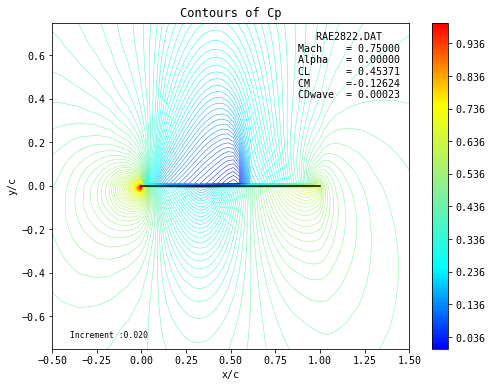 Contours of Cp
RAE2822.DAT
Mach    = 0.75000
Alpha   = 0.00000
CL      = 0.45371
CM      =-0.12624
CDwave  = 0.00023
y/c
0.6
0.4
0.2
0.0
−0.2
−0.4
−0.6
Increment :0.020
−0.50
−0.25
0.00
0.25
0.50
0.75
1.00
1.25
1.50
x/c
0.936
0.836
0.736
0.636
0.536
0.436
0.336
0.236
0.136
0.036